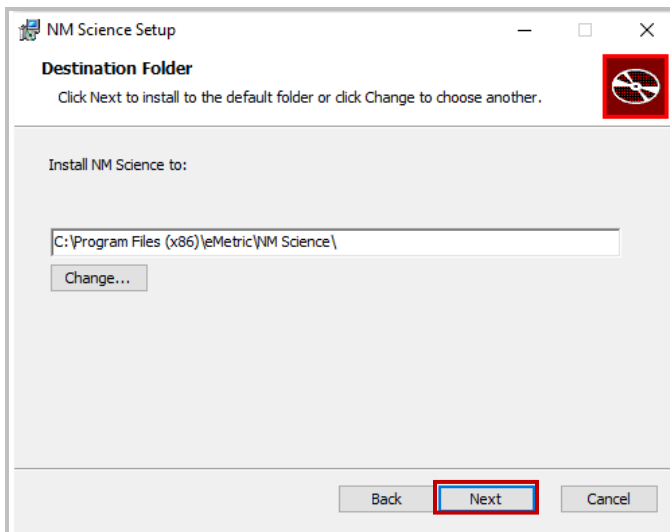 NM Science Setup
Destination Folder
Click Next to install to the default folder or click Change to choose another.
Install NM Science to:
C:\Program Files (x86)\eMetric\NM Science\
Change...
Back Next Cancel